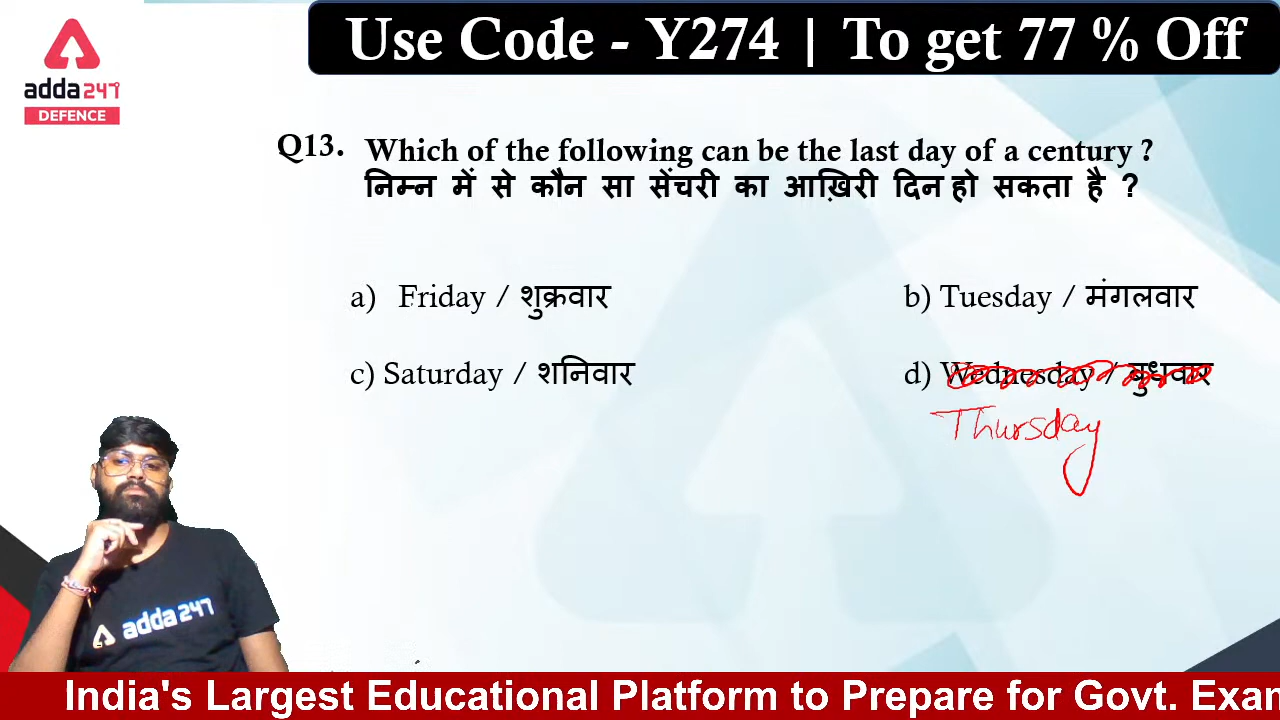 Use Code - Y274 | To get 77 % Off
adda247
DEFENCE
Q13. Which of the following can be the last day of a century ?
निम्न में से कौन सा सेंचरी का आख़िरी दिन हो सकता है ?
a) Friday / शुक्रवार
b) Tuesday / मंगलवार
c) Saturday / शनिवार
d) Wednesday / बुधवार
Thursday
adda247
India's Largest Educational Platform to Prepare for Govt. Exan